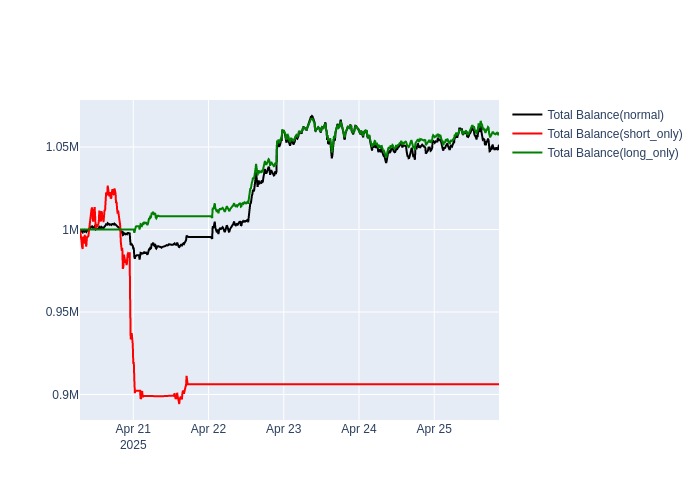 Total Balance(normal)
Total Balance(short_only)
Total Balance(long_only)
1.05M
1M
0.95M
0.9M
Apr 21
2025
Apr 22
Apr 23
Apr 24
Apr 25